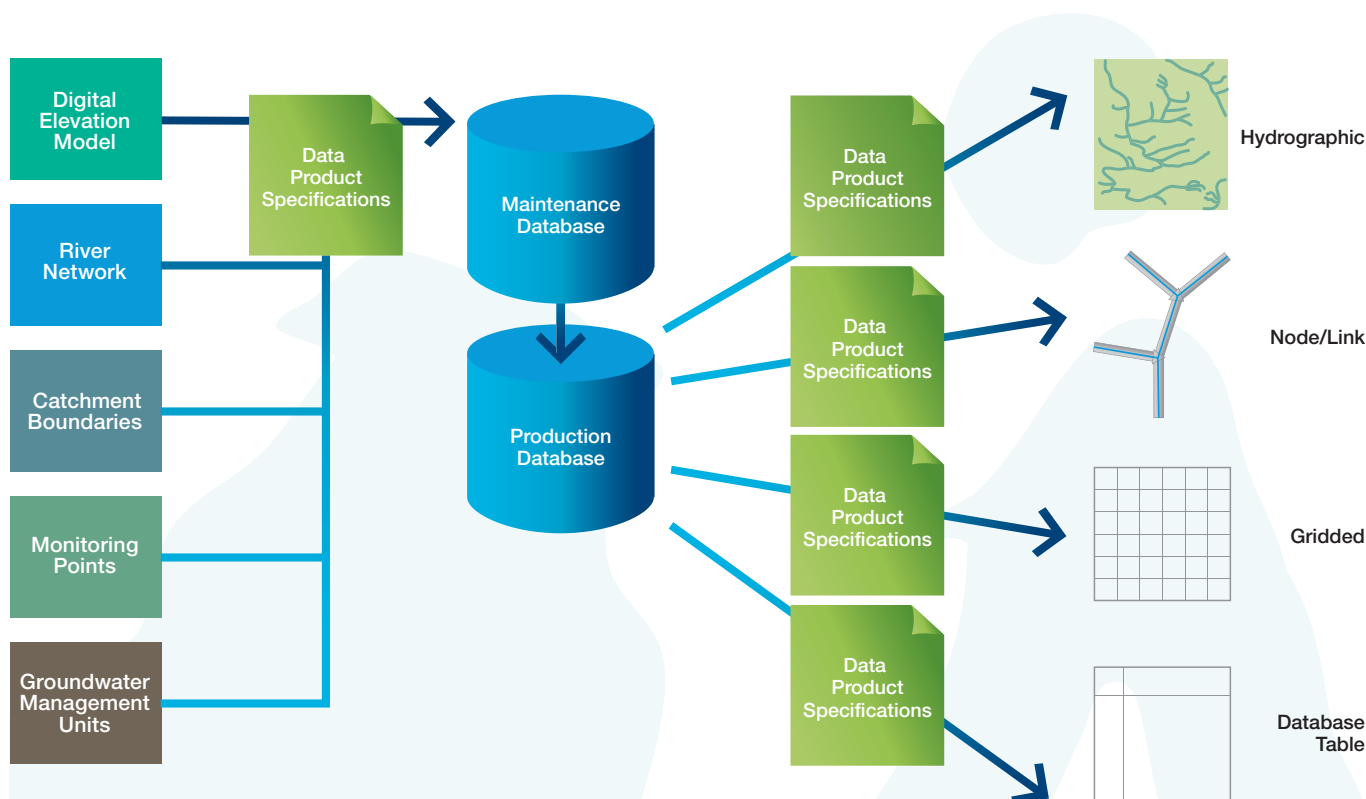 Digital
Elevation
Model
River
Network
Catchment
Boundaries
Monitoring
Points
Groundwater
Management
Units
Data
Product
Specifications
Maintenance
Database
Production
Database
Data
Product
Specifications
Data
Product
Specifications
Data
Product
Specifications
Data
Product
Specifications
Hydrographic
Node/Link
Gridded
Database
Table